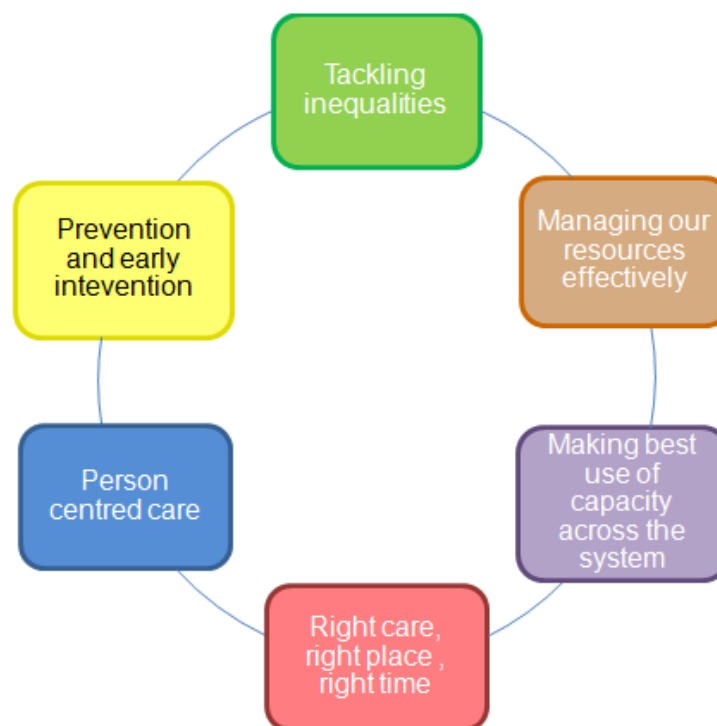 Tackling
inequalities
Managing our
resources
effectively
Making best
use of
capacity
across the
system
Right care,
right place ,
right time
Person
centred care
Prevention
and early
intevention